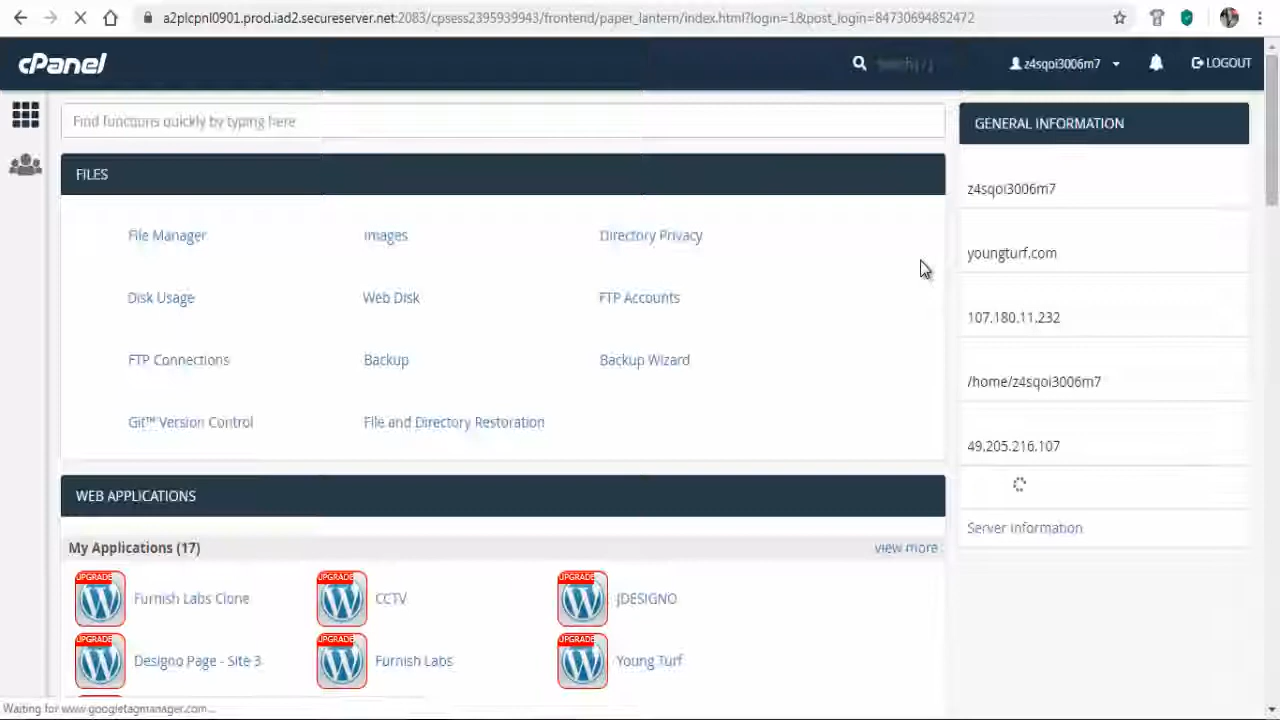 a2plcpnl0901.prod.iad2.secureserver.net:2083/cpsess2395939943/frontend/paper_lantern/index.html?login=1&post_login=84730694852472
cPanel
z4sqoi3006m7
LOGOUT
Find functions quickly by typing here
GENERAL INFORMATION
FILES
z4sqoi3006m7
File Manager
Images
Directory Privacy
youngturf.com
Disk Usage
Web Disk
FTP Accounts
107.180.11.232
FTP Connections
Backup
Backup Wizard
/home/z4sqoi3006m7
Git™ Version Control
File and Directory Restoration
49.205.216.107
WEB APPLICATIONS
Server Information
My Applications (17)
view more
UPGRADE
UPGRADE
UPGRADE
Furnish Labs Clone
CCTV
JDESIGNO
UPGRADE
UPGRADE
UPGRADE
Designo Page - Site 3
Furnish Labs
Young Turf
Waiting for www.googletagmanager.com...